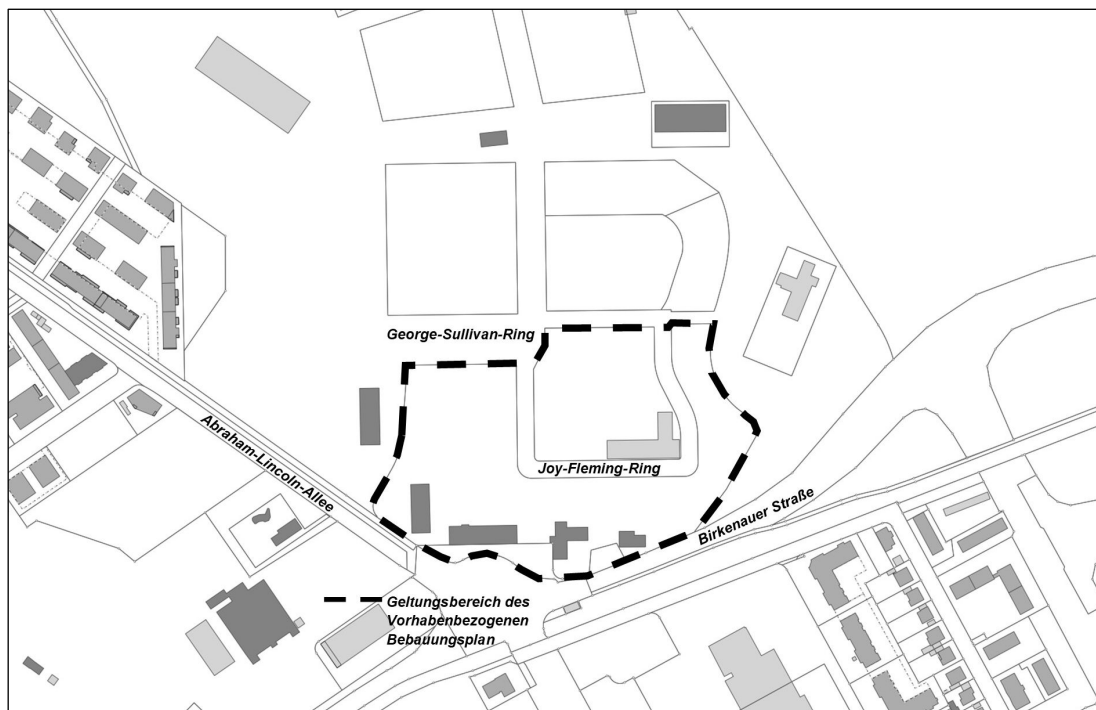 George-Sullivan-Ring
Abraham-Lincoln-Allee
Joy-Fleming-Ring
Birkenauer Straße
Geltungsbereich des
Vorhabenbezogenen
Bebauungsplan